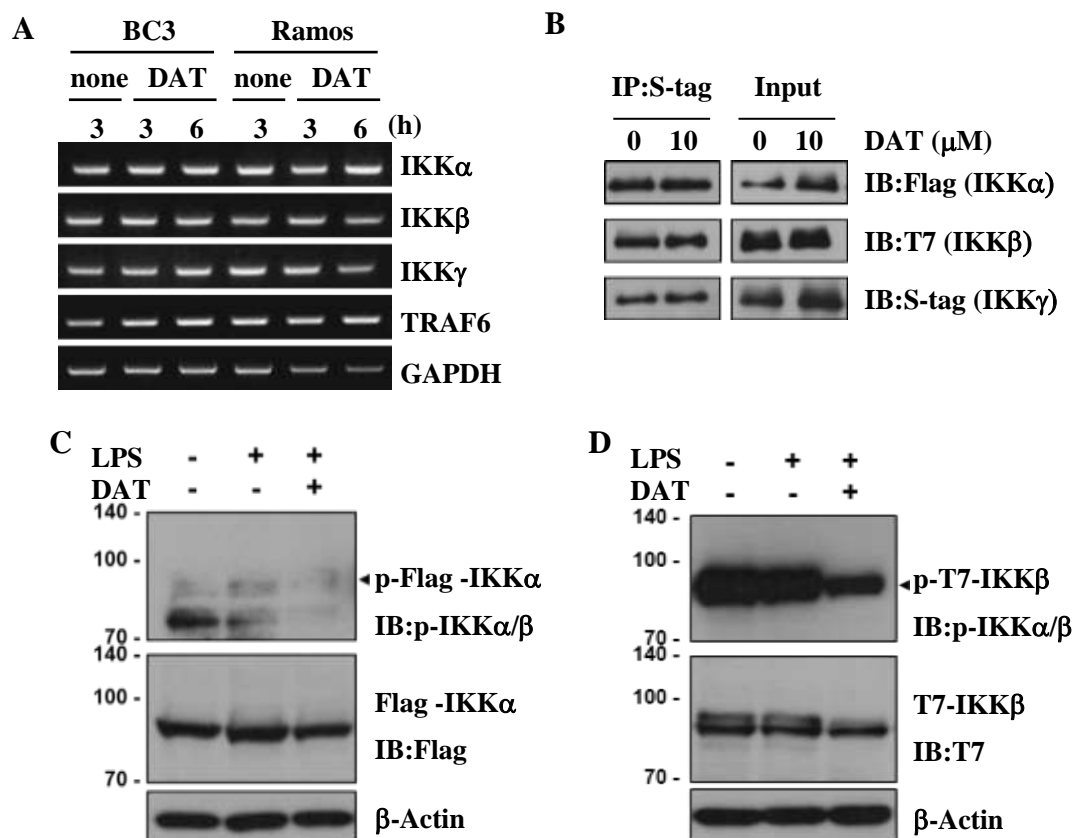 A
BC3 Ramos
none DAT none DAT
3 3 6 3 3 6 (h)
IKKα
IKKβ
IKKγ
TRAF6
GAPDH
B
IP:S-tag Input
0 10 0 10 DAT (μM)
IB:Flag (IKKα)
IB:T7 (IKKβ)
IB:S-tag (IKKγ)
C
LPS - + +
DAT - - +
140 -
100 -
p-Flag -IKKα
IB:p-IKKα/β
70 -
140 -
100 -
Flag -IKKα
IB:Flag
70 -
β-Actin
D
LPS - + +
DAT - - +
140 -
100 -
p-T7-IKKβ
IB:p-IKKα/β
70 -
140 -
100 -
T7-IKKβ
IB:T7
70 -
β-Actin